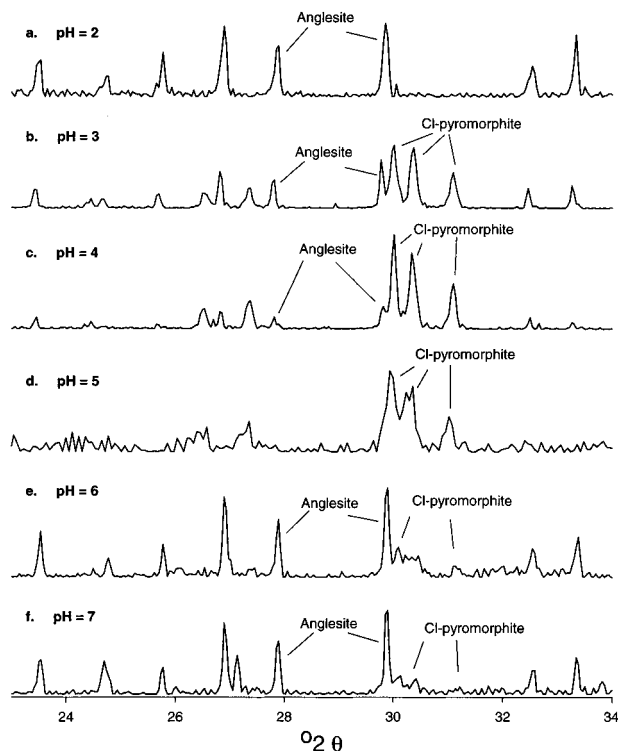 a. pH = 2
Anglesite
b. pH = 3
Anglesite
Cl-pyromorphite
c. pH = 4
Anglesite
Cl-pyromorphite
d. pH = 5
Cl-pyromorphite
e. pH = 6
Anglesite
Cl-pyromorphite
f. pH = 7
Anglesite
Cl-pyromorphite
24 26 28 30 32 34
°2 θ